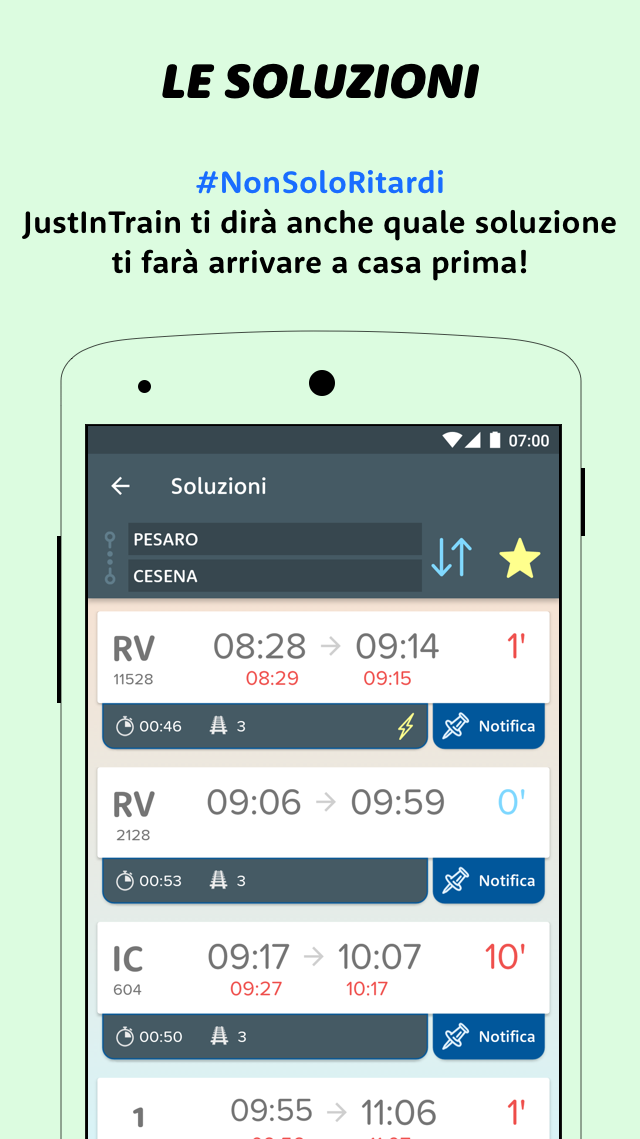 LE SOLUZIONI
#NonSoloRitardi
JustInTrain ti dirà anche quale soluzione
ti farà arrivare a casa prima!
07:00
Soluzioni
PESARO
CESENA
RV 08:28 → 09:14 1'
11528 08:29 09:15
00:46 3 Notifica
RV 09:06 → 09:59 0'
2128
00:53 3 Notifica
IC 09:17 → 10:07 10'
604 09:27 10:17
00:50 3 Notifica
1 09:55 → 11:06 1'